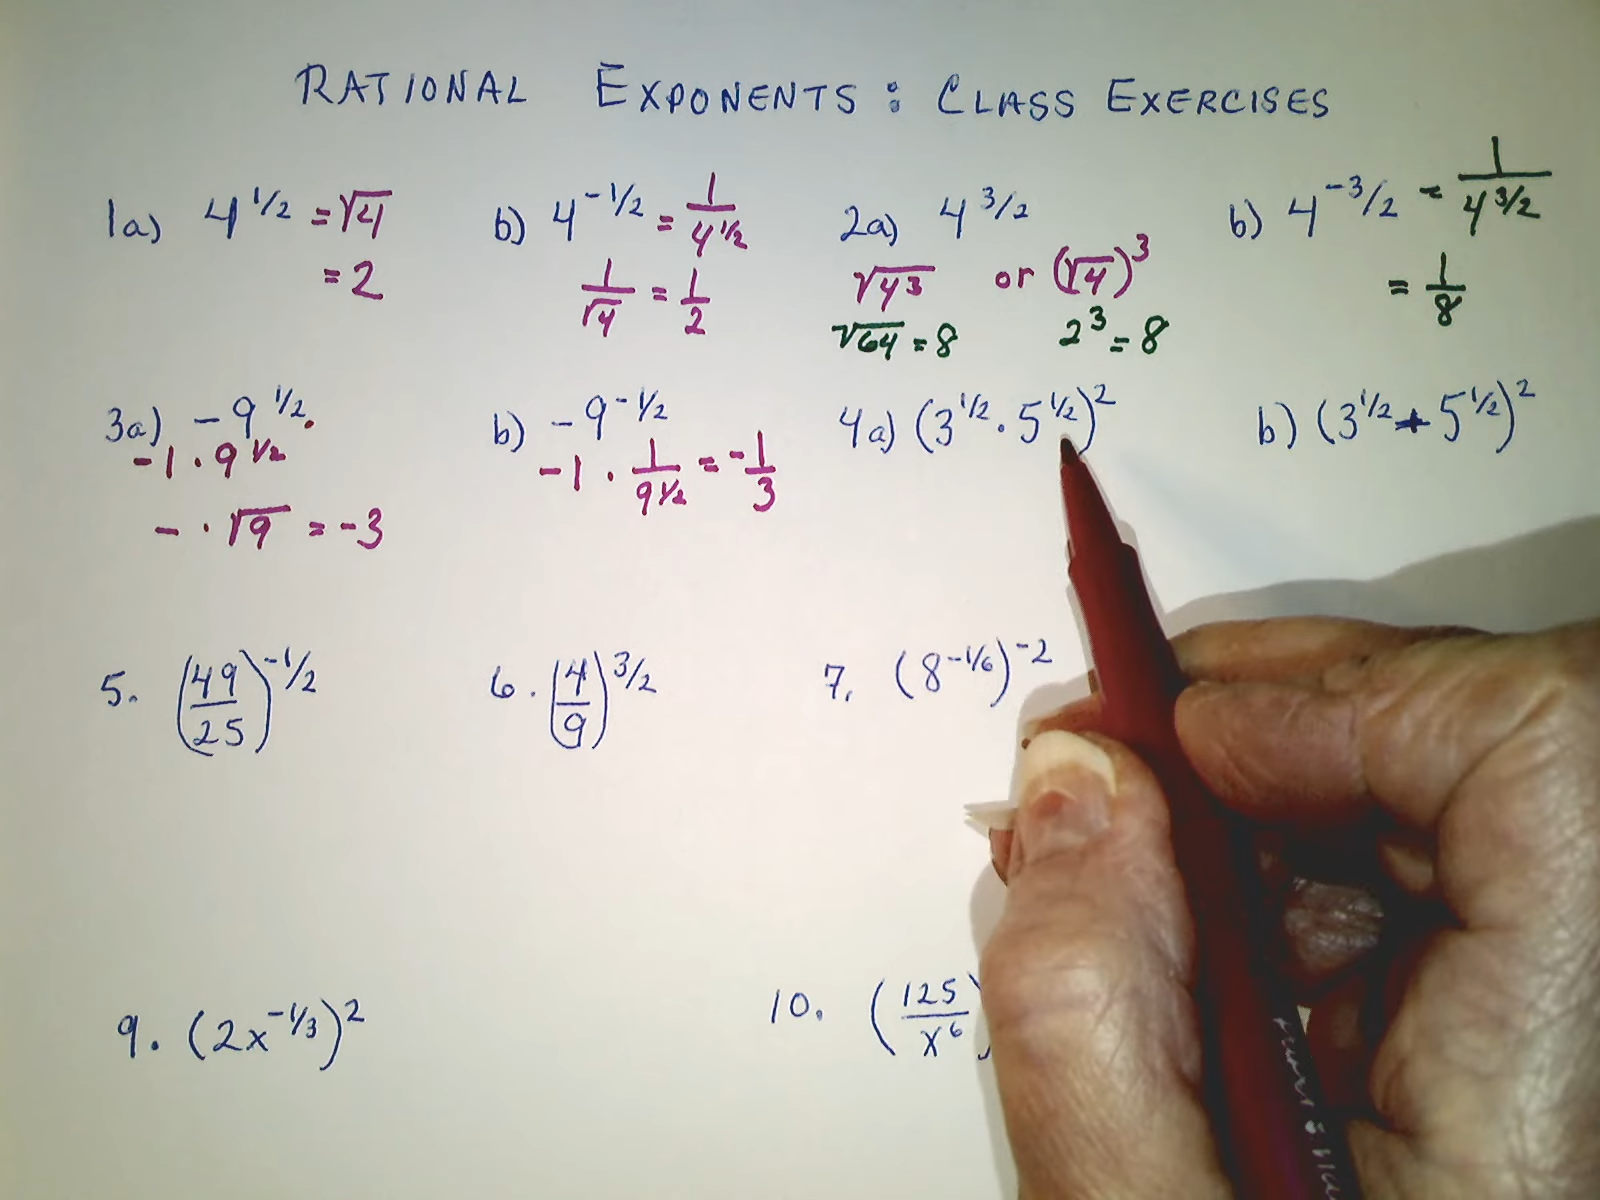 RATIONAL EXPONENTS : CLASS EXERCISES
1a) 4^1/2 = √4
= 2
b) 4^-1/2 = 1/4^1/2
1/√4 = 1/2
2a) 4^3/2
√4^3 or (√4)^3
√64 = 8 2^3 = 8
b) 4^-3/2 = 1/4^3/2
= 1/8
3a) -9^1/2.
-1 · 9^1/2
- · √9 = -3
b) -9^-1/2
-1 · 1/9^1/2 = -1/3
4a) (3^1/2 · 5^1/2)^2
b) (3^1/2 + 5^1/2)^2
5. (49/25)^-1/2
6. (4/9)^3/2
7. (8^-1/6)^-2
9. (2x^-1/3)^2
10. (125/x^6)